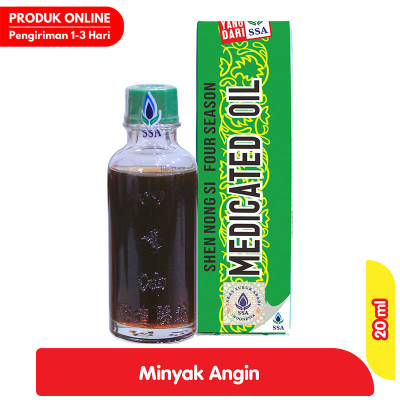 PRODUK ONLINE
Pengiriman 1-3 Hari
YANG
DARI
SSA
SSA
SHEN NONG SI FOUR SEASON
MEDICATED OIL
SSA
20 ml
Minyak Angin